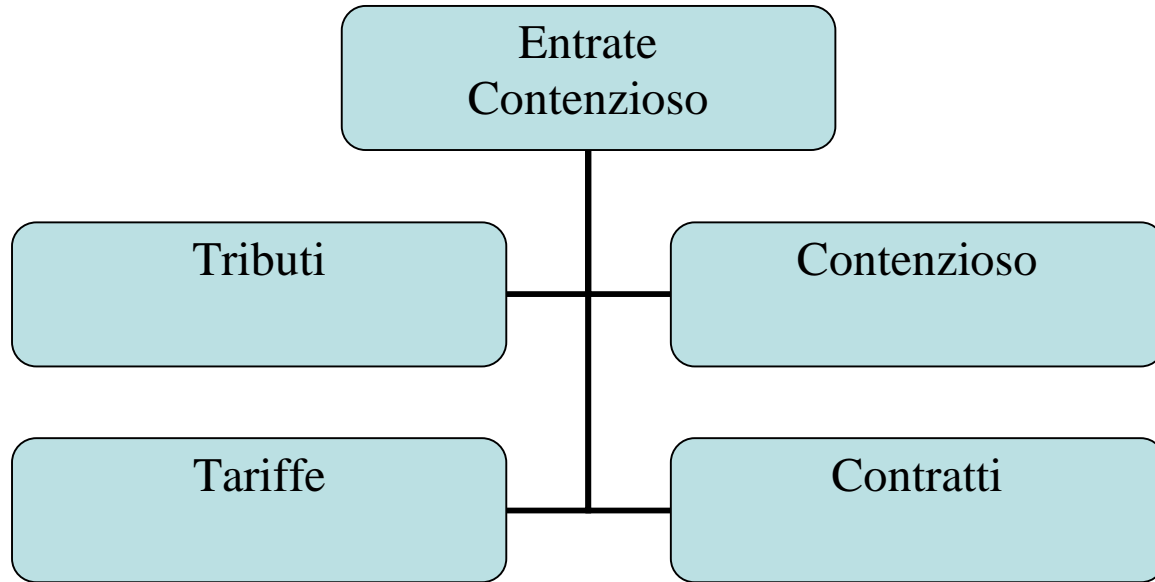 Entrate
Contenzioso
Tributi
Contenzioso
Tariffe
Contratti